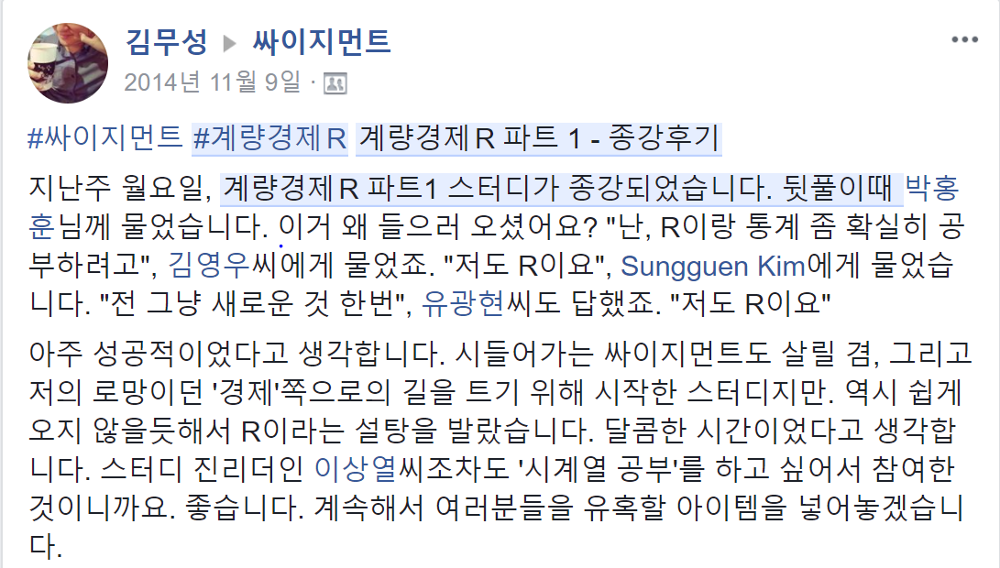 김무성 ▶ 싸이지먼트
2014년 11월 9일 ·
#싸이지먼트 #계량경제R 계량경제R 파트 1 - 종강후기
지난주 월요일, 계량경제R 파트1 스터디가 종강되었습니다. 뒷풀이때 박홍
훈님께 물었습니다. 이거 왜 들으러 오셨어요? "난, R이랑 통계 좀 확실히 공
부하려고", 김영우씨에게 물었죠. "저도 R이요", Sungguen Kim에게 물었습
니다. "전 그냥 새로운 것 한번", 유광현씨도 답했죠. "저도 R이요"
아주 성공적이었다고 생각합니다. 시들어가는 싸이지먼트도 살릴 겸, 그리고
저의 로망이던 '경제'쪽으로의 길을 트기 위해 시작한 스터디지만. 역시 쉽게
오지 않을듯해서 R이라는 설탕을 발랐습니다. 달콤한 시간이었다고 생각합
니다. 스터디 진리더인 이상열씨조차도 '시계열 공부'를 하고 싶어서 참여한
것이니까요. 좋습니다. 계속해서 여러분들을 유혹할 아이템을 넣어놓겠습니
다.